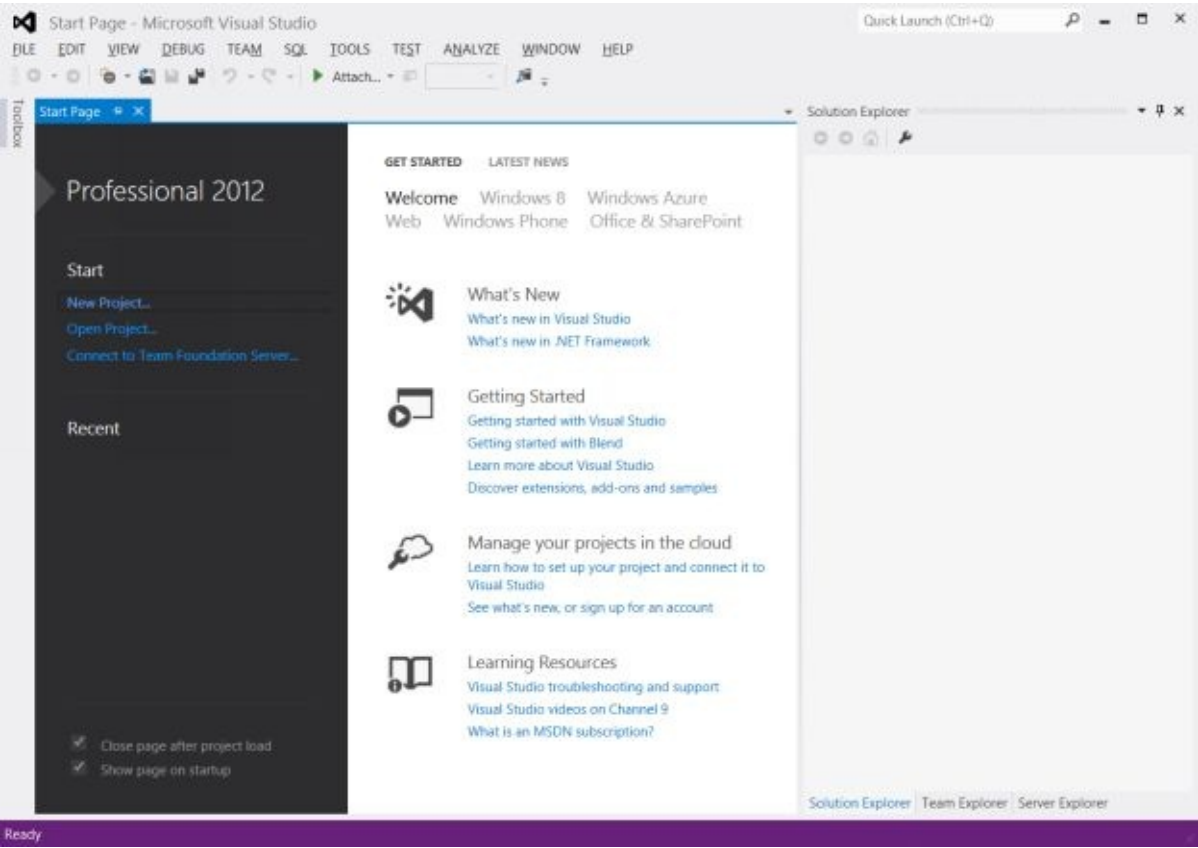 Start Page - Microsoft Visual Studio
Quick Launch (Ctrl+Q)
FILE EDIT VIEW DEBUG TEAM SQL TOOLS TEST ANALYZE WINDOW HELP
Attach...
Toolbox
Start Page
Solution Explorer
Professional 2012
Start
New Project...
Open Project...
Connect to Team Foundation Server...
Recent
Close page after project load
Show page on startup
GET STARTED LATEST NEWS
Welcome Windows 8 Windows Azure
Web Windows Phone Office & SharePoint
What's New
What's new in Visual Studio
What's new in .NET Framework
Getting Started
Getting started with Visual Studio
Getting started with Blend
Learn more about Visual Studio
Discover extensions, add-ons and samples
Manage your projects in the cloud
Learn how to set up your project and connect it to
Visual Studio
See what's new, or sign up for an account
Learning Resources
Visual Studio troubleshooting and support
Visual Studio videos on Channel 9
What is an MSDN subscription?
Solution Explorer Team Explorer Server Explorer
Ready